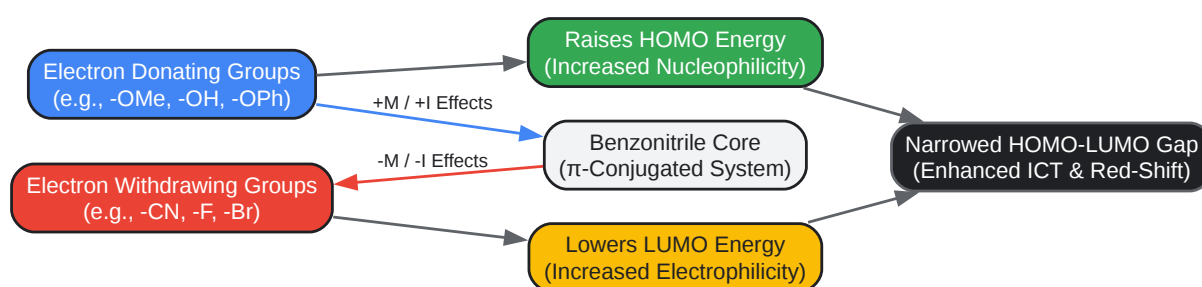 Raises HOMO Energy
(Increased Nucleophilicity)
Electron Donating Groups
(e.g., -OMe, -OH, -OPh)
+M / +I Effects
Benzonitrile Core
(π-Conjugated System)
Narrowed HOMO-LUMO Gap
(Enhanced ICT & Red-Shift)
-M / -I Effects
Electron Withdrawing Groups
(e.g., -CN, -F, -Br)
Lowers LUMO Energy
(Increased Electrophilicity)